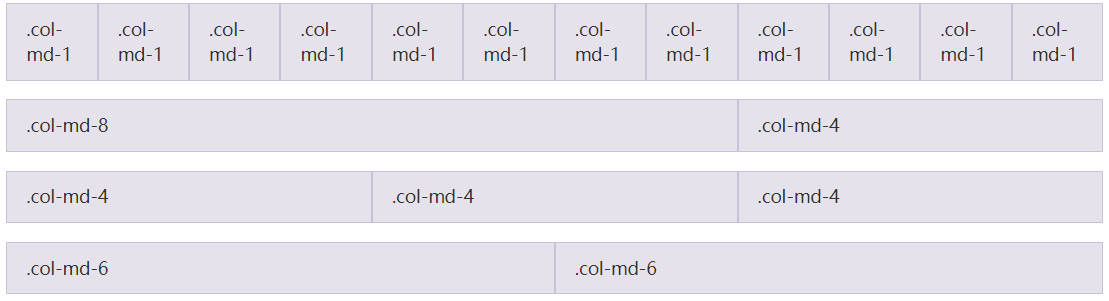 .col- .col- .col- .col- .col- .col- .col- .col- .col- .col- .col- .col-
md-1 md-1 md-1 md-1 md-1 md-1 md-1 md-1 md-1 md-1 md-1 md-1
.col-md-8 .col-md-4
.col-md-4 .col-md-4 .col-md-4
.col-md-6 .col-md-6